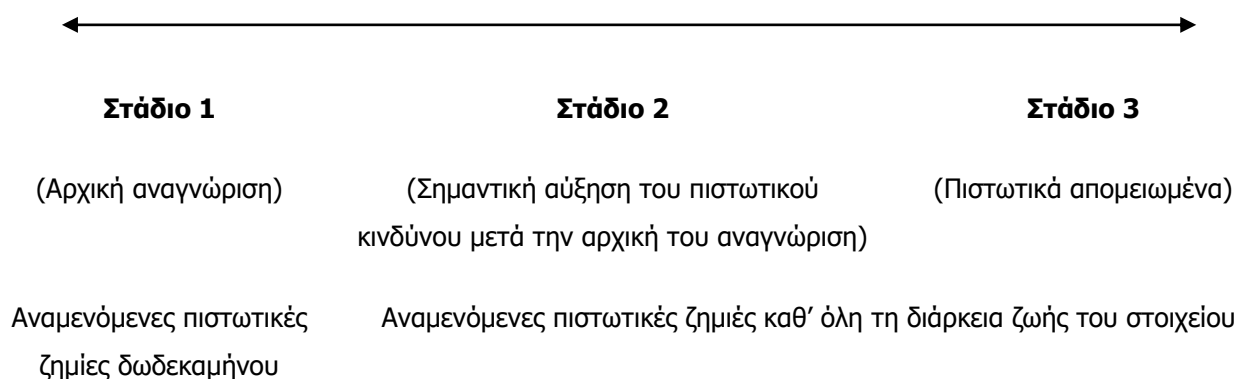 Στάδιο 1 Στάδιο 2 Στάδιο 3
(Αρχική αναγνώριση) (Σημαντική αύξηση του πιστωτικού (Πιστωτικά απομειωμένα)
κινδύνου μετά την αρχική του αναγνώριση)
Αναμενόμενες πιστωτικές Αναμενόμενες πιστωτικές ζημιές καθ’ όλη τη διάρκεια ζωής του στοιχείου
ζημίες δωδεκαμήνου